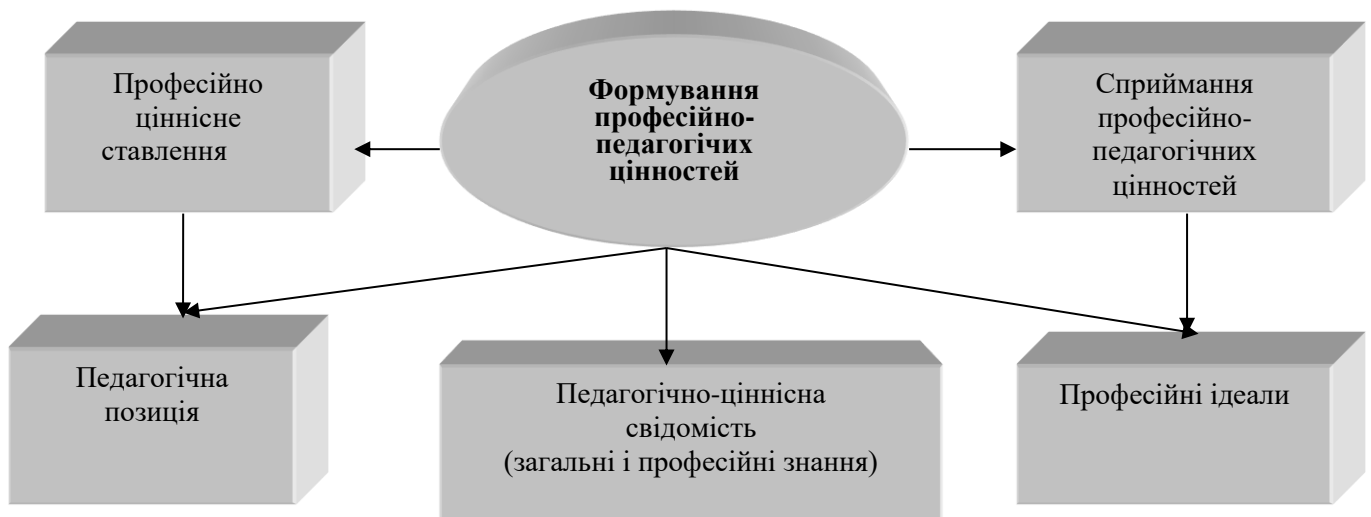 Професійно
ціннісне
ставлення
Формування
професійно-
педагогічих
цінностей
Сприймання
професійно-
педагогічних
цінностей
Педагогічна
позиція
Педагогічно-ціннісна
свідомість
(загальні і професійні знання)
Професійні ідеали